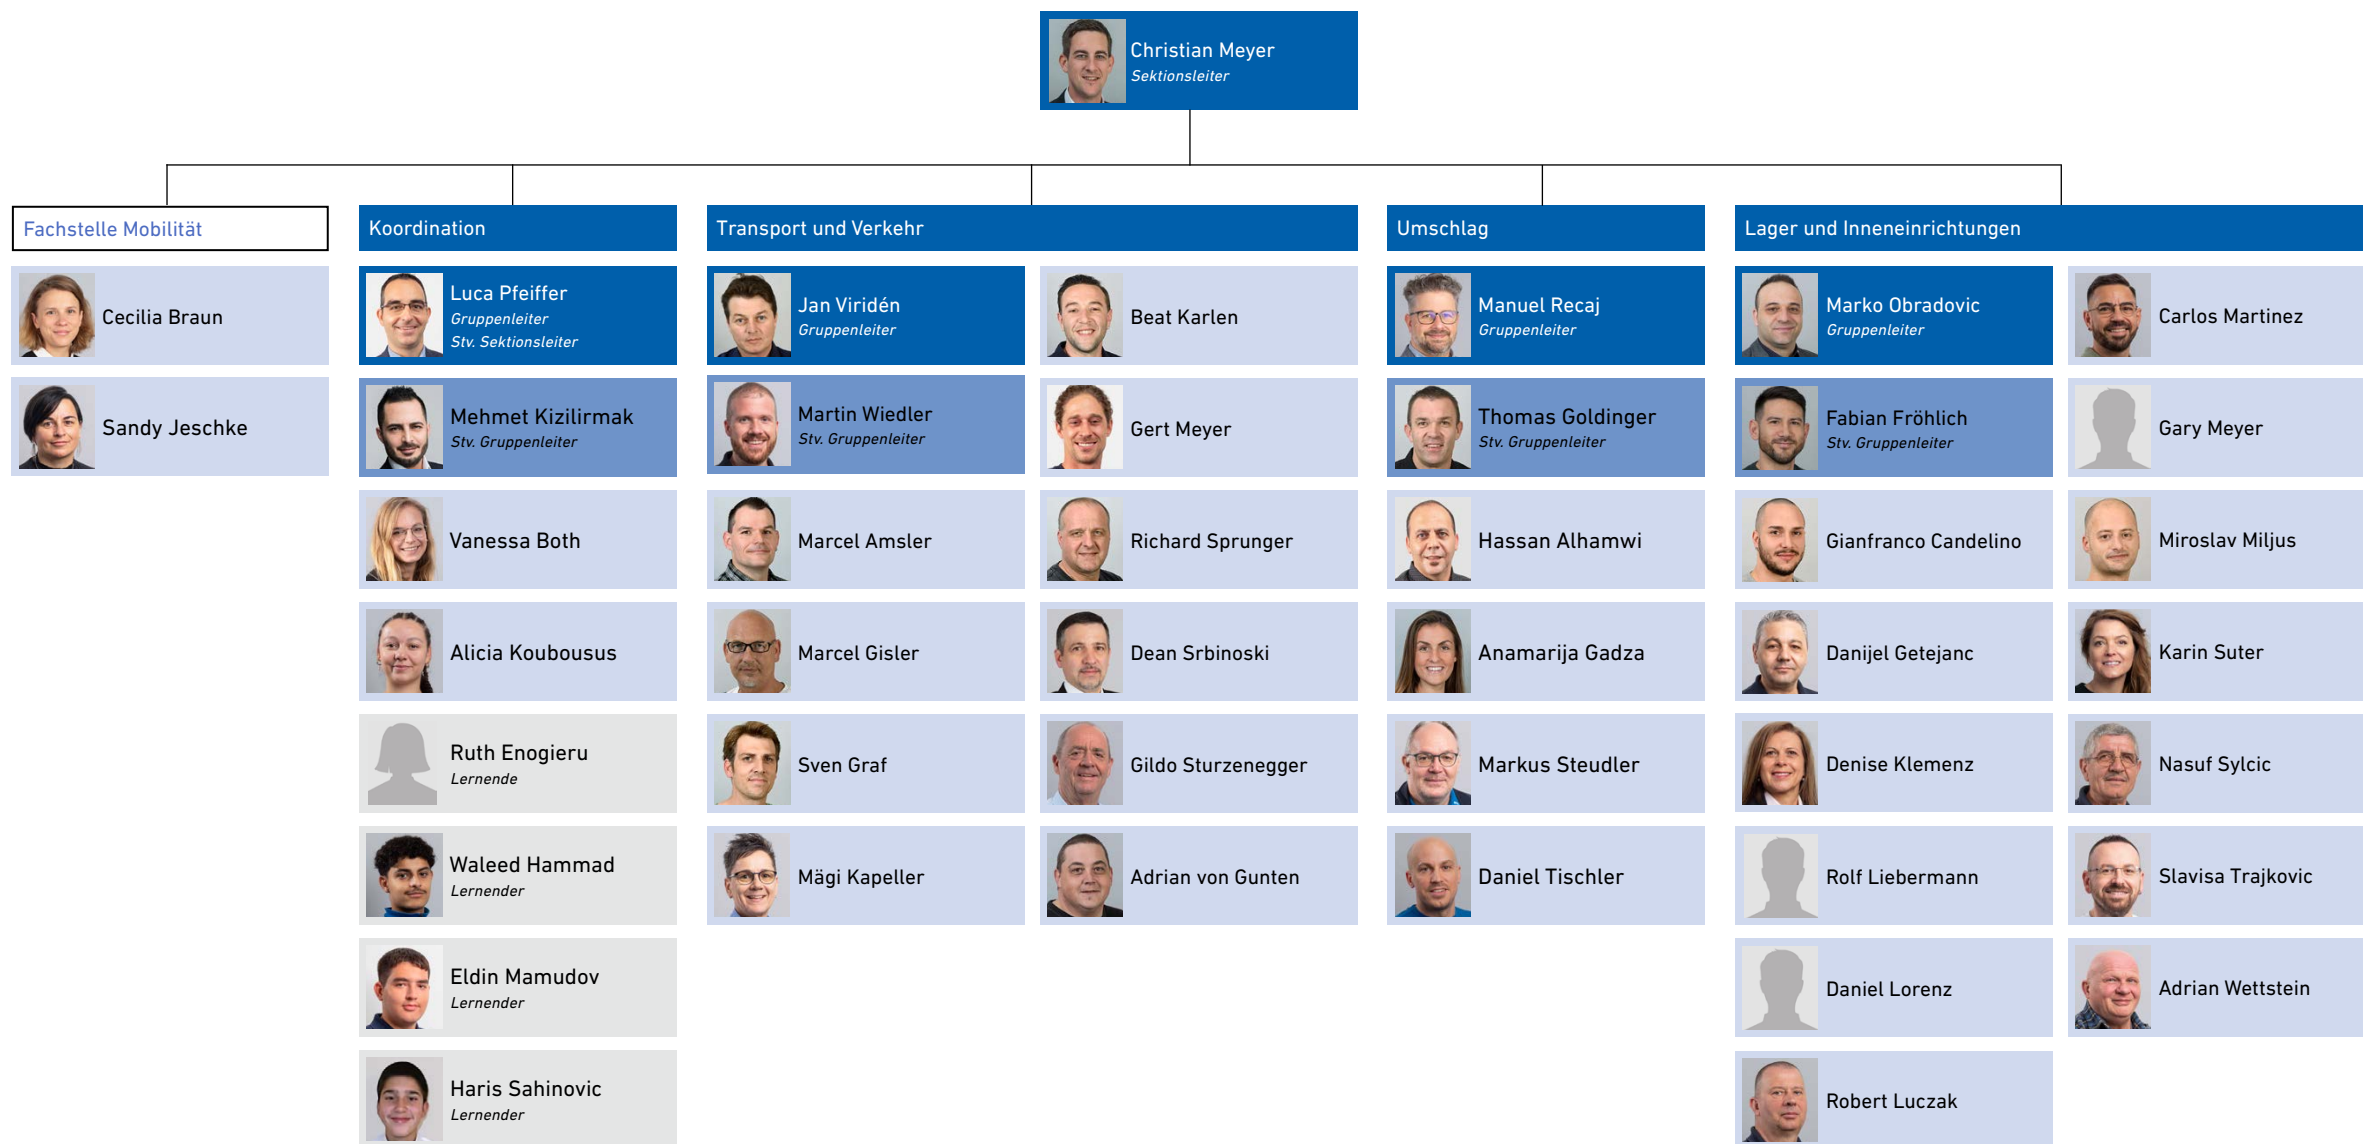 Christian Meyer
Sektionsleiter
Fachstelle Mobilität
Cecilia Braun
Sandy Jeschke
Koordination
Luca Pfeiffer
Gruppenleiter
Stv. Sektionsleiter
Mehmet Kizilirmak
Stv. Gruppenleiter
Vanessa Both
Alicia Koubousus
Ruth Enogieru
Lernende
Waleed Hammad
Lernender
Eldin Mamudov
Lernender
Haris Sahinovic
Lernender
Transport und Verkehr
Jan Viridén
Gruppenleiter
Martin Wiedler
Stv. Gruppenleiter
Marcel Amsler
Marcel Gisler
Sven Graf
Mägi Kapeller
Beat Karlen
Gert Meyer
Richard Sprunger
Dean Srbinoski
Gildo Sturzenegger
Adrian von Gunten
Umschlag
Manuel Recaj
Gruppenleiter
Thomas Goldinger
Stv. Gruppenleiter
Hassan Alhamwi
Anamarija Gadza
Markus Steudler
Daniel Tischler
Lager und Inneneinrichtungen
Marko Obradovic
Gruppenleiter
Fabian Fröhlich
Stv. Gruppenleiter
Gianfranco Candelino
Danijel Getejanc
Denise Klemenz
Rolf Liebermann
Daniel Lorenz
Robert Luczak
Carlos Martinez
Gary Meyer
Miroslav Miljus
Karin Suter
Nasuf Sylcic
Slavisa Trajkovic
Adrian Wettstein